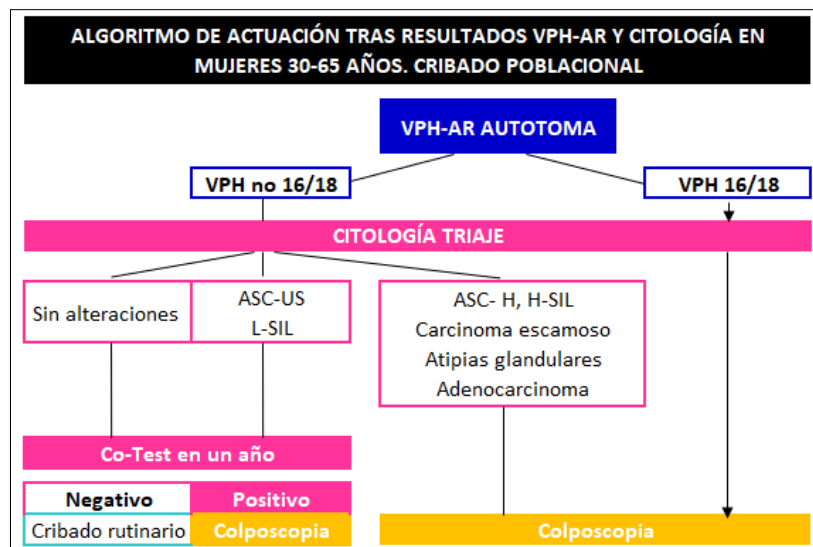 ALGORITMO DE ACTUACIÓN TRAS RESULTADOS VPH-AR Y CITOLOGÍA EN
MUJERES 30-65 AÑOS. CRIBADO POBLACIONAL
VPH-AR AUTOTOMA
VPH no 16/18
VPH 16/18
CITOLOGÍA TRIAJE
Sin alteraciones
ASC-US
L-SIL
ASC- H, H-SIL
Carcinoma escamoso
Atipias glandulares
Adenocarcinoma
Co-Test en un año
Negativo
Positivo
Cribado rutinario
Colposcopia
Colposcopia